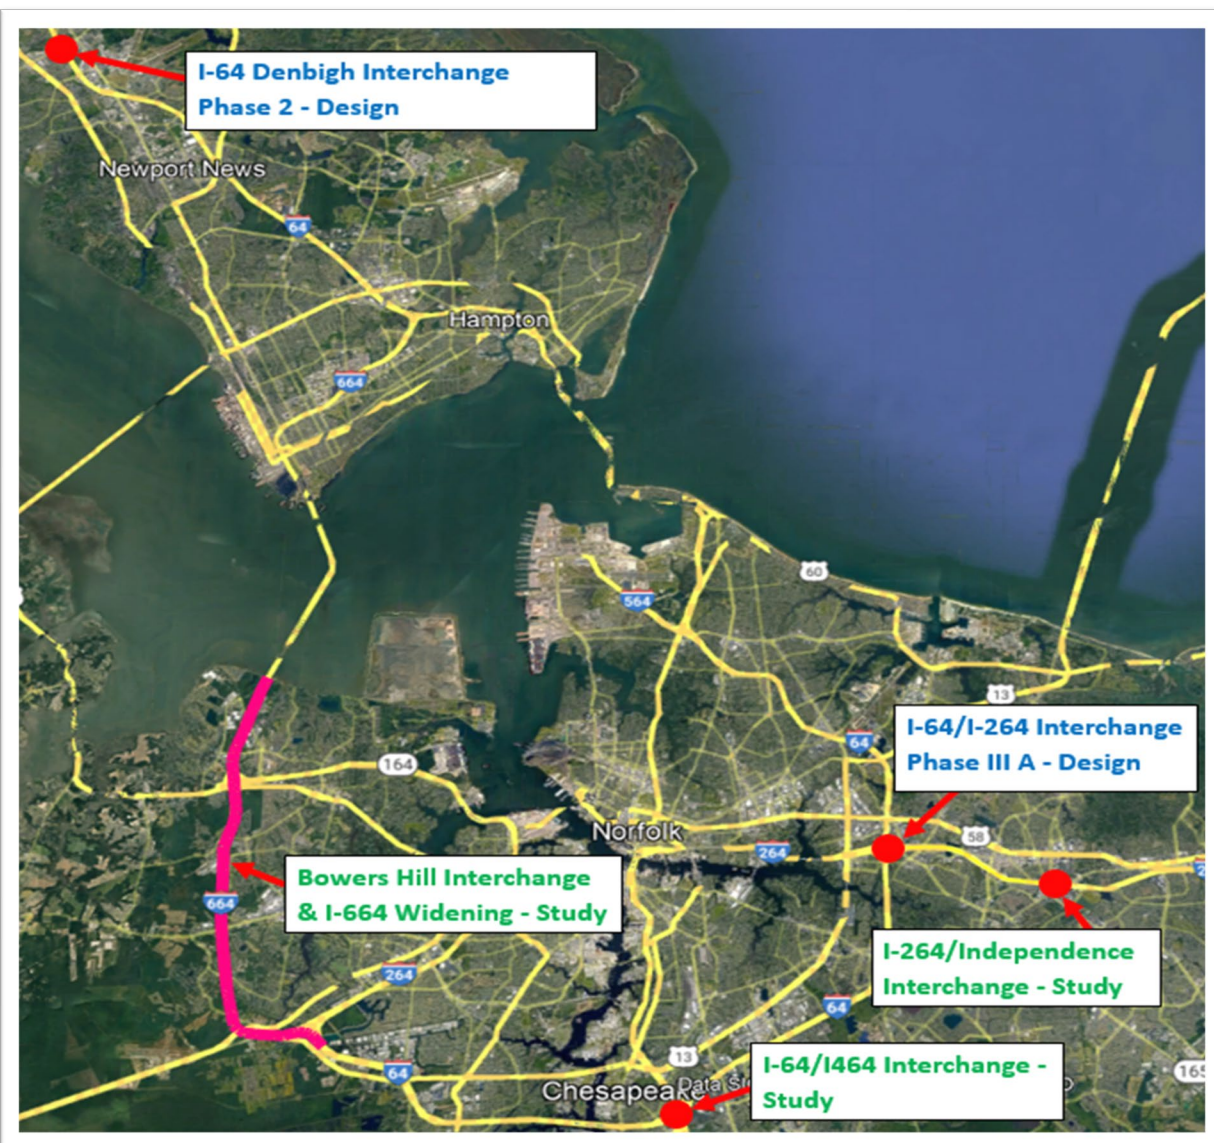 I-64 Denbigh Interchange
Phase 2 - Design
Newport News
64
Hampton
664
60
564
13
I-64/I-264 Interchange
Phase III A - Design
64
164
Norfolk
58
264
2
Bowers Hill Interchange
& I-664 Widening - Study
664
I-264/Independence
Interchange - Study
264
64
13
I-64/I464 Interchange -
Study
64
165
Chesapeake
Data